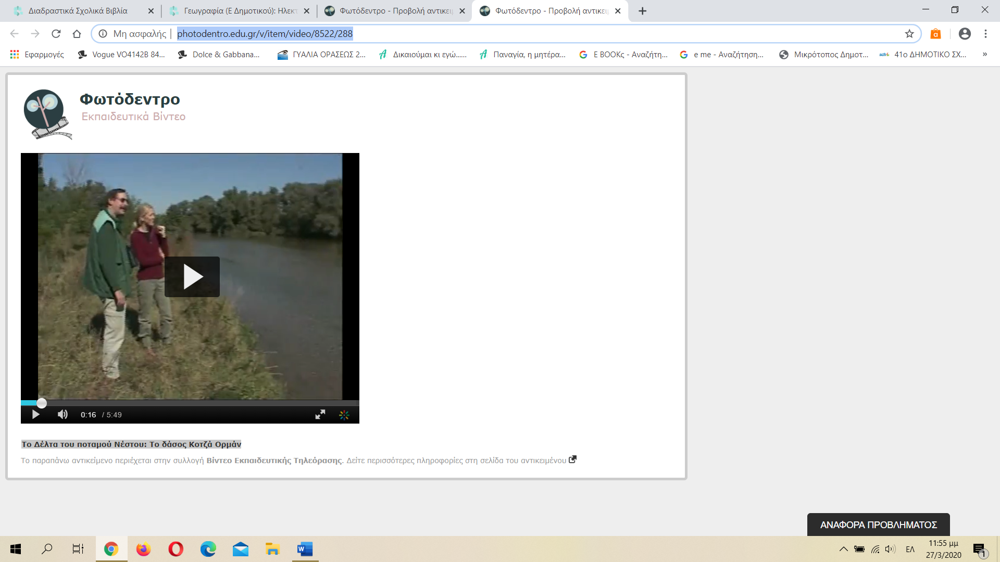 Διαδραστικά Σχολικά Βιβλία
Γεωγραφία (Ε Δημοτικού): Ηλεκτ
Φωτόδεντρο - Προβολή αντικει
Φωτόδεντρο - Προβολή αντικει
Μη ασφαλής | photodentro.edu.gr/v/item/video/8522/288
Εφαρμογές
Vogue VO4142B 84...
Dolce & Gabbana...
ΓΥΑΛΙΑ ΟΡΑΣΕΩΣ 2...
Δικαιούμαι κι εγώ......
Παναγία, η μητέρα...
E BOOKς - Αναζήτη...
e me - Αναζήτηση...
Μικρότοπος Δημοτ...
41ο ΔΗΜΟΤΙΚΟ ΣΧ...
»
Φωτόδεντρο
Εκπαιδευτικά Βίντεο
0:16 / 5:49
Το Δέλτα του ποταμού Νέστου: Το δάσος Κοτζά Ορμάν
Το παραπάνω αντικείμενο περιέχεται στην συλλογή Βίντεο Εκπαιδευτικής Τηλεόρασης. Δείτε περισσότερες πληροφορίες στη σελίδα του αντικειμένου
ΑΝΑΦΟΡΑ ΠΡΟΒΛΗΜΑΤΟΣ
ΕΛ
11:55 μμ
27/3/2020
1